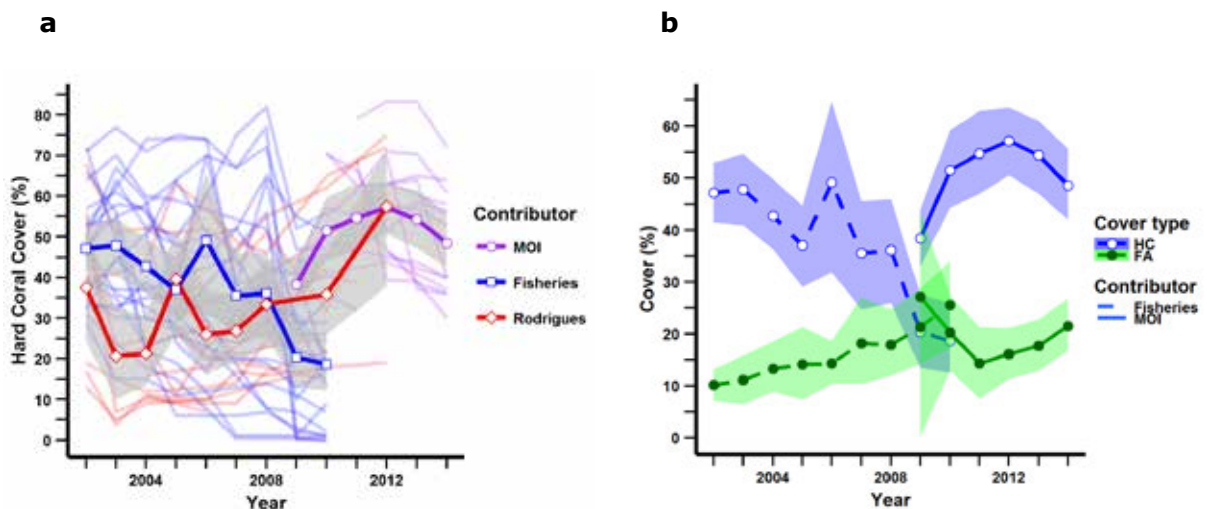 a
b
Hard Coral Cover (%)
80
70
60
50
40
30
20
10
0
2004
2008
2012
Year
Contributor
MOI
Fisheries
Rodrigues
Cover (%)
60
50
40
30
20
10
0
2004
2008
2012
Year
Cover type
HC
FA
Contributor
Fisheries
MOI